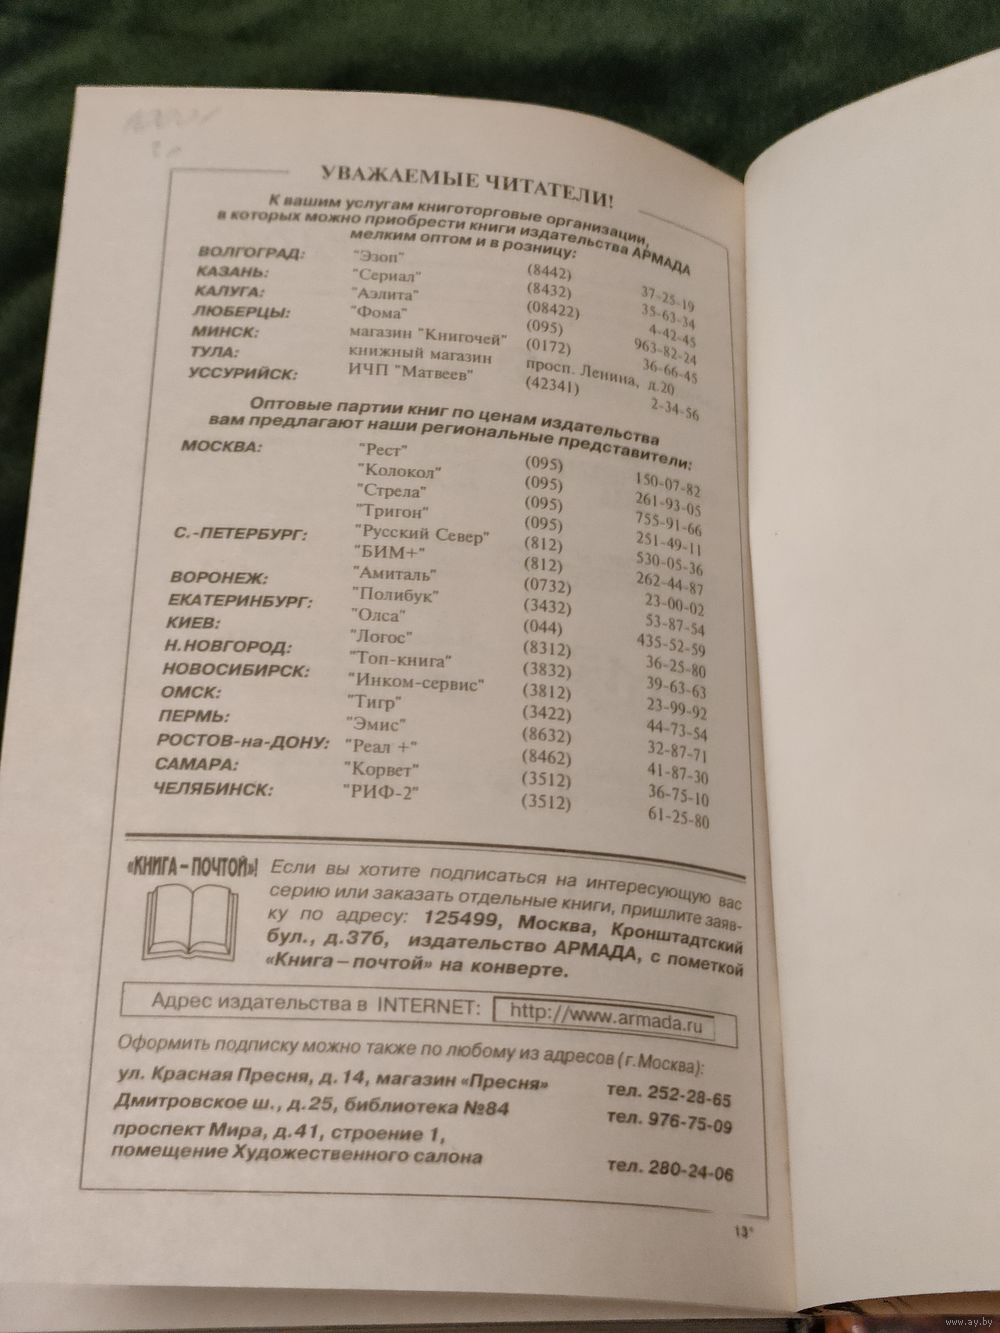 УВАЖАЕМЫЕ ЧИТАТЕЛИ!
К вашим услугам книготорговые организации,
в которых можно приобрести книги издательства АРМАДА
мелким оптом и в розницу:
ВОЛГОГРАД: "Эзоп" (8442) 37-25-19
КАЗАНЬ: "Сериал" (8432) 35-63-34
КАЛУГА: "Аэлита" (08422) 4-42-45
ЛЮБЕРЦЫ: "Фома" (095) 963-82-24
МИНСК: магазин "Книгочей" (0172) 36-66-45
ТУЛА: книжный магазин просп. Ленина, д.20
УССУРИЙСК: ИЧП "Матвеев" (42341) 2-34-56
Оптовые партии книг по ценам издательства
вам предлагают наши региональные представители:
МОСКВА: "Рест" (095) 150-07-82
"Колокол" (095) 261-93-05
"Стрела" (095) 755-91-66
"Тригон" (095) 251-49-11
С.-ПЕТЕРБУРГ: "Русский Север" (812) 530-05-36
"БИМ+" (812) 262-44-87
ВОРОНЕЖ: "Амиталь" (0732) 23-00-02
ЕКАТЕРИНБУРГ: "Полибук" (3432) 53-87-54
КИЕВ: "Олса" (044) 435-52-59
Н.НОВГОРОД: "Логос" (8312) 36-25-80
НОВОСИБИРСК: "Топ-книга" (3832) 39-63-63
ОМСК: "Инком-сервис" (3812) 23-99-92
ПЕРМЬ: "Тигр" (3422) 44-73-54
РОСТОВ-на-ДОНУ: "Эмис" (8632) 32-87-71
САМАРА: "Реал +" (8462) 41-87-30
ЧЕЛЯБИНСК: "Корвет" (3512) 36-75-10
"РИФ-2" (3512) 61-25-80
«КНИГА – ПОЧТОЙ»!
Если вы хотите подписаться на интересующую вас
серию или заказать отдельные книги, пришлите заяв-
ку по адресу: 125499, Москва, Кронштадтский
бул., д.37б, издательство АРМАДА, с пометкой
«Книга – почтой» на конверте.
Адрес издательства в INTERNET: http://www.armada.ru
Оформить подписку можно также по любому из адресов (г.Москва):
ул. Красная Пресня, д.14, магазин «Пресня» тел. 252-28-65
Дмитровское ш., д.25, библиотека №84 тел. 976-75-09
проспект Мира, д.41, строение 1,
помещение Художественного салона тел. 280-24-06
13*
www.ay.by